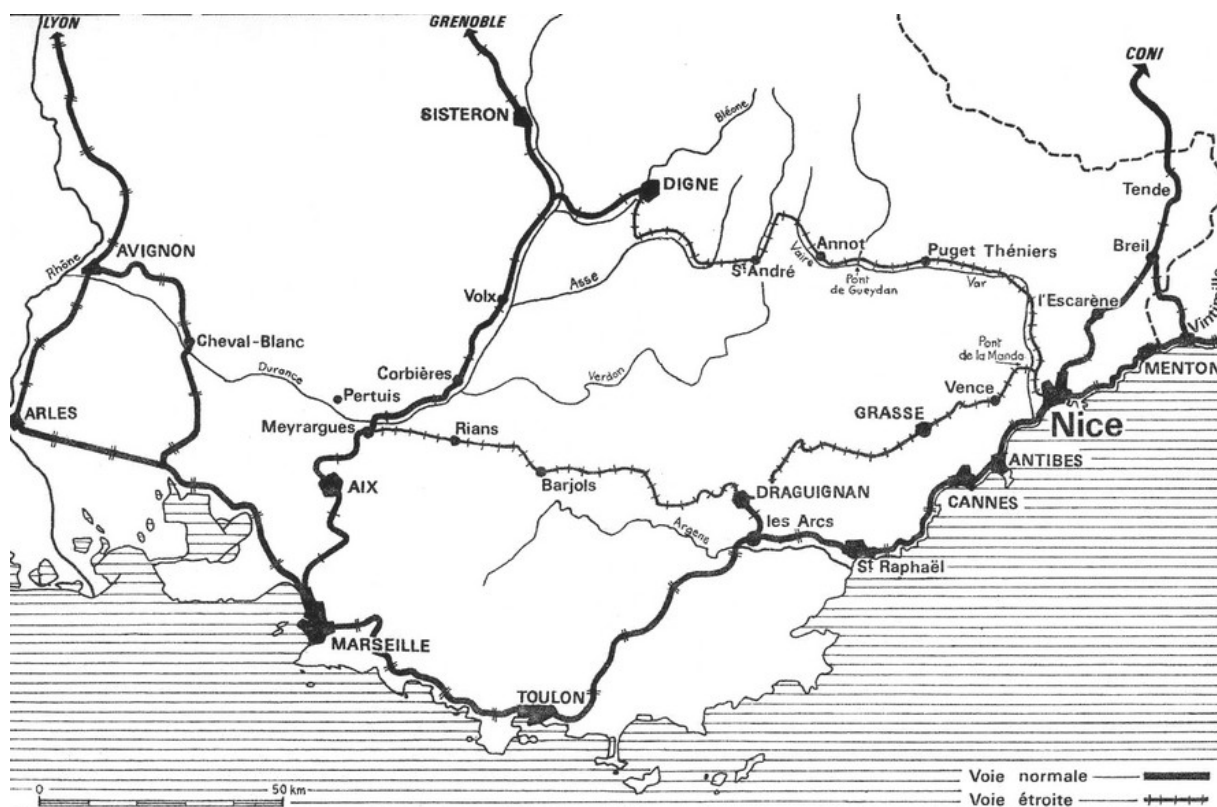 LYON
GRENOBLE
CONI
SISTERON
Bléone
DIGNE
Tende
AVIGNON
Rhône
Annot
Puget Théniers
Breil
Vaïre
St André
Pont
de Gueydan
Var
Asse
Volx
l'Escarène
Vintimille
Cheval-Blanc
Pont
de la Manda
Durance
Corbières
Verdon
MENTON
Pertuis
Vence
ARLES
GRASSE
Meyrargues
Rians
Nice
ANTIBES
AIX
Barjols
DRAGUIGNAN
CANNES
les Arcs
Argens
St Raphaël
MARSEILLE
TOULON
0
50 km
Voie normale
Voie étroite